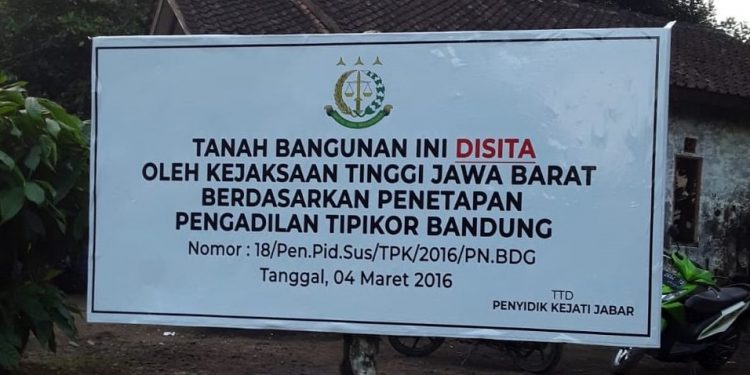 TANAH BANGUNAN INI DISITA
OLEH KEJAKSAAN TINGGI JAWA BARAT
BERDASARKAN PENETAPAN
PENGADILAN TIPIKOR BANDUNG
Nomor : 18/Pen.Pid.Sus/TPK/2016/PN.BDG
Tanggal, 04 Maret 2016
TTD
PENYIDIK KEJATI JABAR